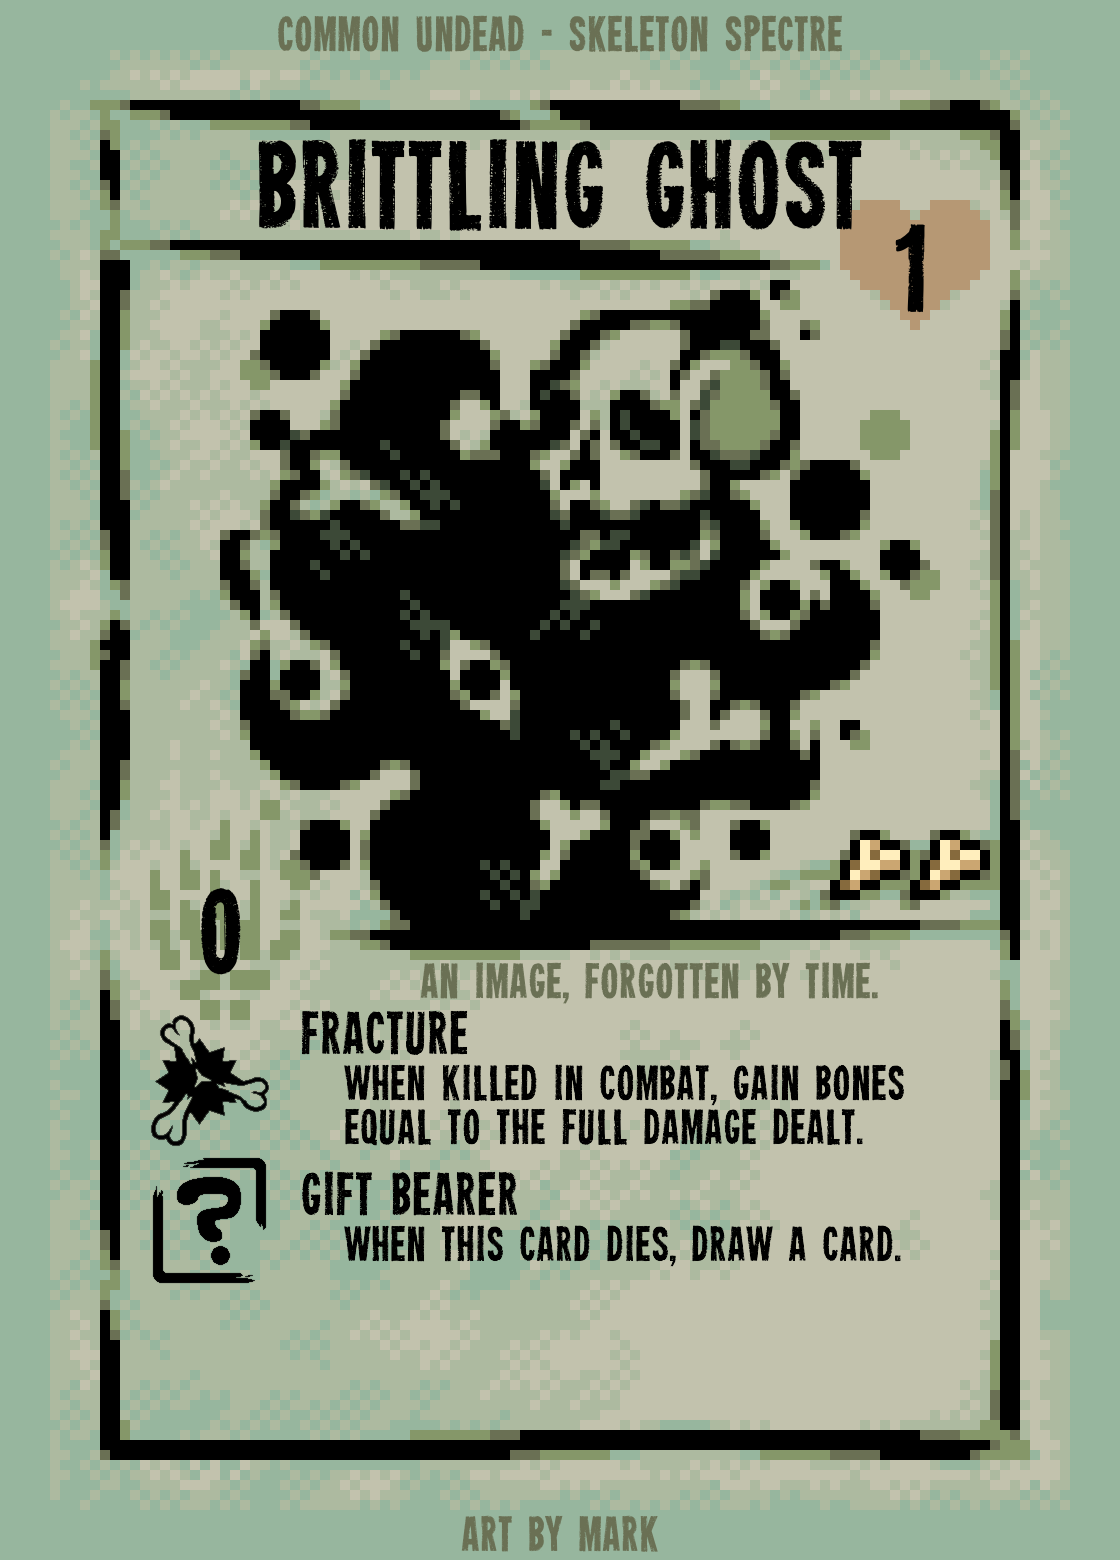 COMMON UNDEAD - SKELETON SPECTRE
BRITTLING GHOST
1
0
AN IMAGE, FORGOTTEN BY TIME.
FRACTURE
WHEN KILLED IN COMBAT, GAIN BONES
EQUAL TO THE FULL DAMAGE DEALT.
?
GIFT BEARER
WHEN THIS CARD DIES, DRAW A CARD.
ART BY MARK